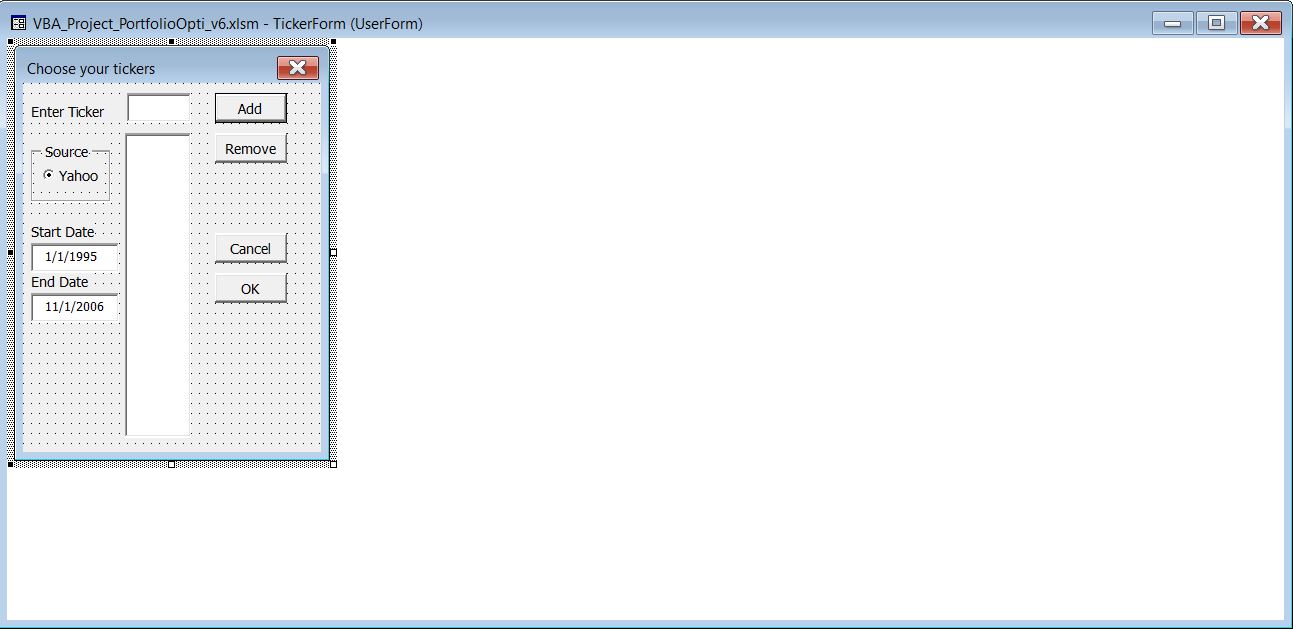 VBA_Project_PortfolioOpti_v6.xlsm - TickerForm (UserForm)
Choose your tickers
Enter Ticker
Add
Remove
Source
Yahoo
Start Date
1/1/1995
Cancel
End Date
OK
11/1/2006